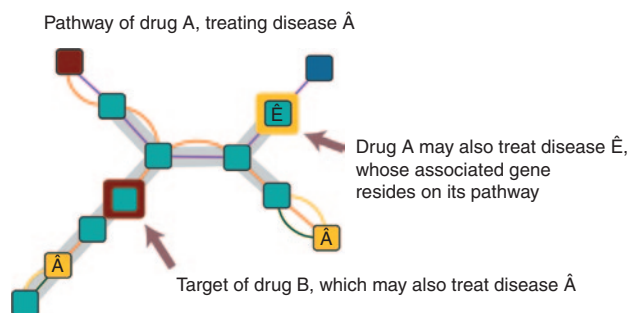 Pathway of drug A, treating disease Â
Ê
Drug A may also treat disease Ê,
whose associated gene
resides on its pathway
Â
Â
Target of drug B, which may also treat disease Â